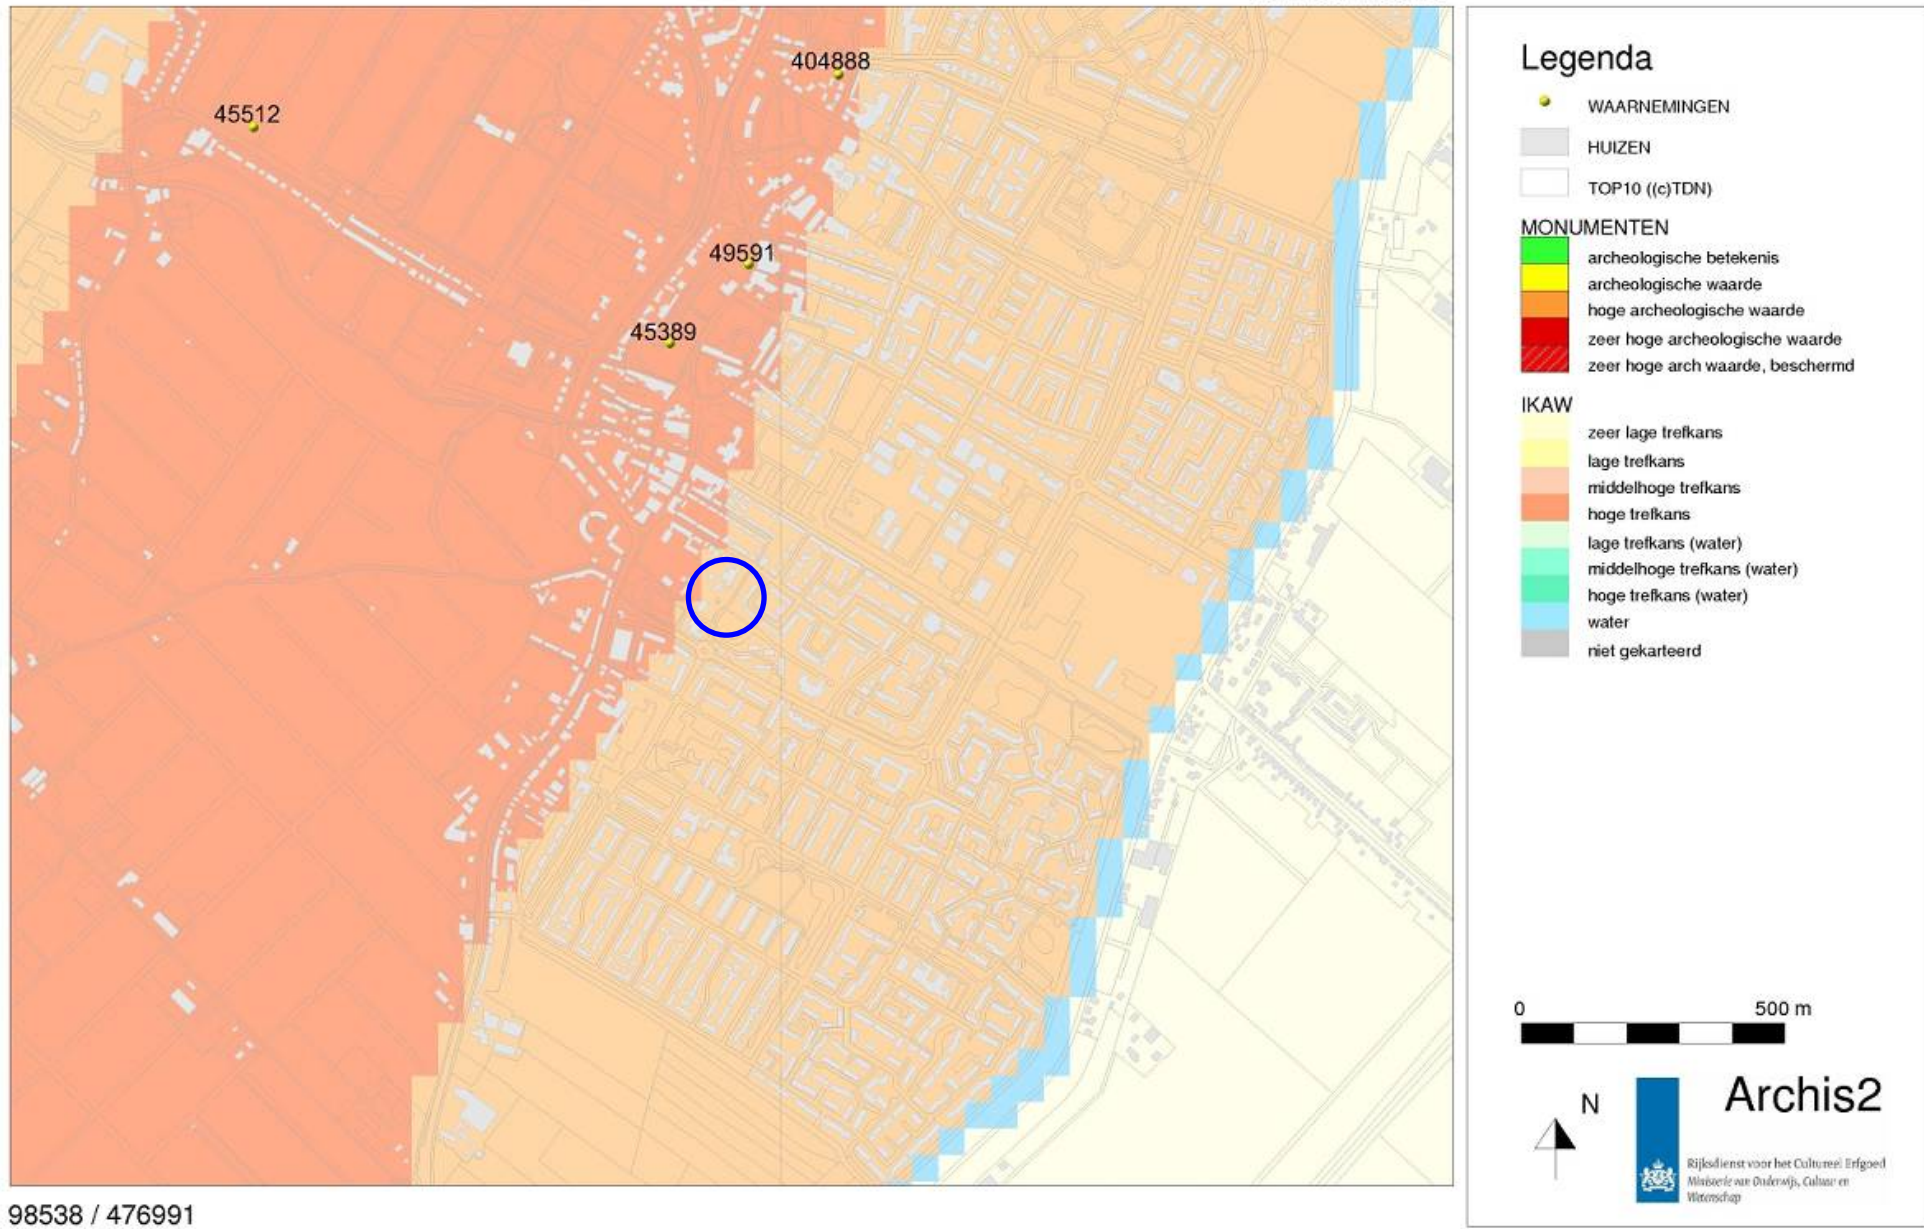 404888
45512
49591
45389
98538 / 476991
Legenda
WAARNEMINGEN
HUIZEN
TOP10 ((c)TDN)
MONUMENTEN
archeologische betekenis
archeologische waarde
hoge archeologische waarde
zeer hoge archeologische waarde
zeer hoge arch waarde, beschermd
IKAW
zeer lage trefkans
lage trefkans
middelhoge trefkans
hoge trefkans
lage trefkans (water)
middelhoge trefkans (water)
hoge trefkans (water)
water
niet gekarteerd
0 500 m
N
Archis2
Rijksdienst voor het Cultureel Erfgoed
Ministerie van Onderwijs, Cultuur en
Wetenschap